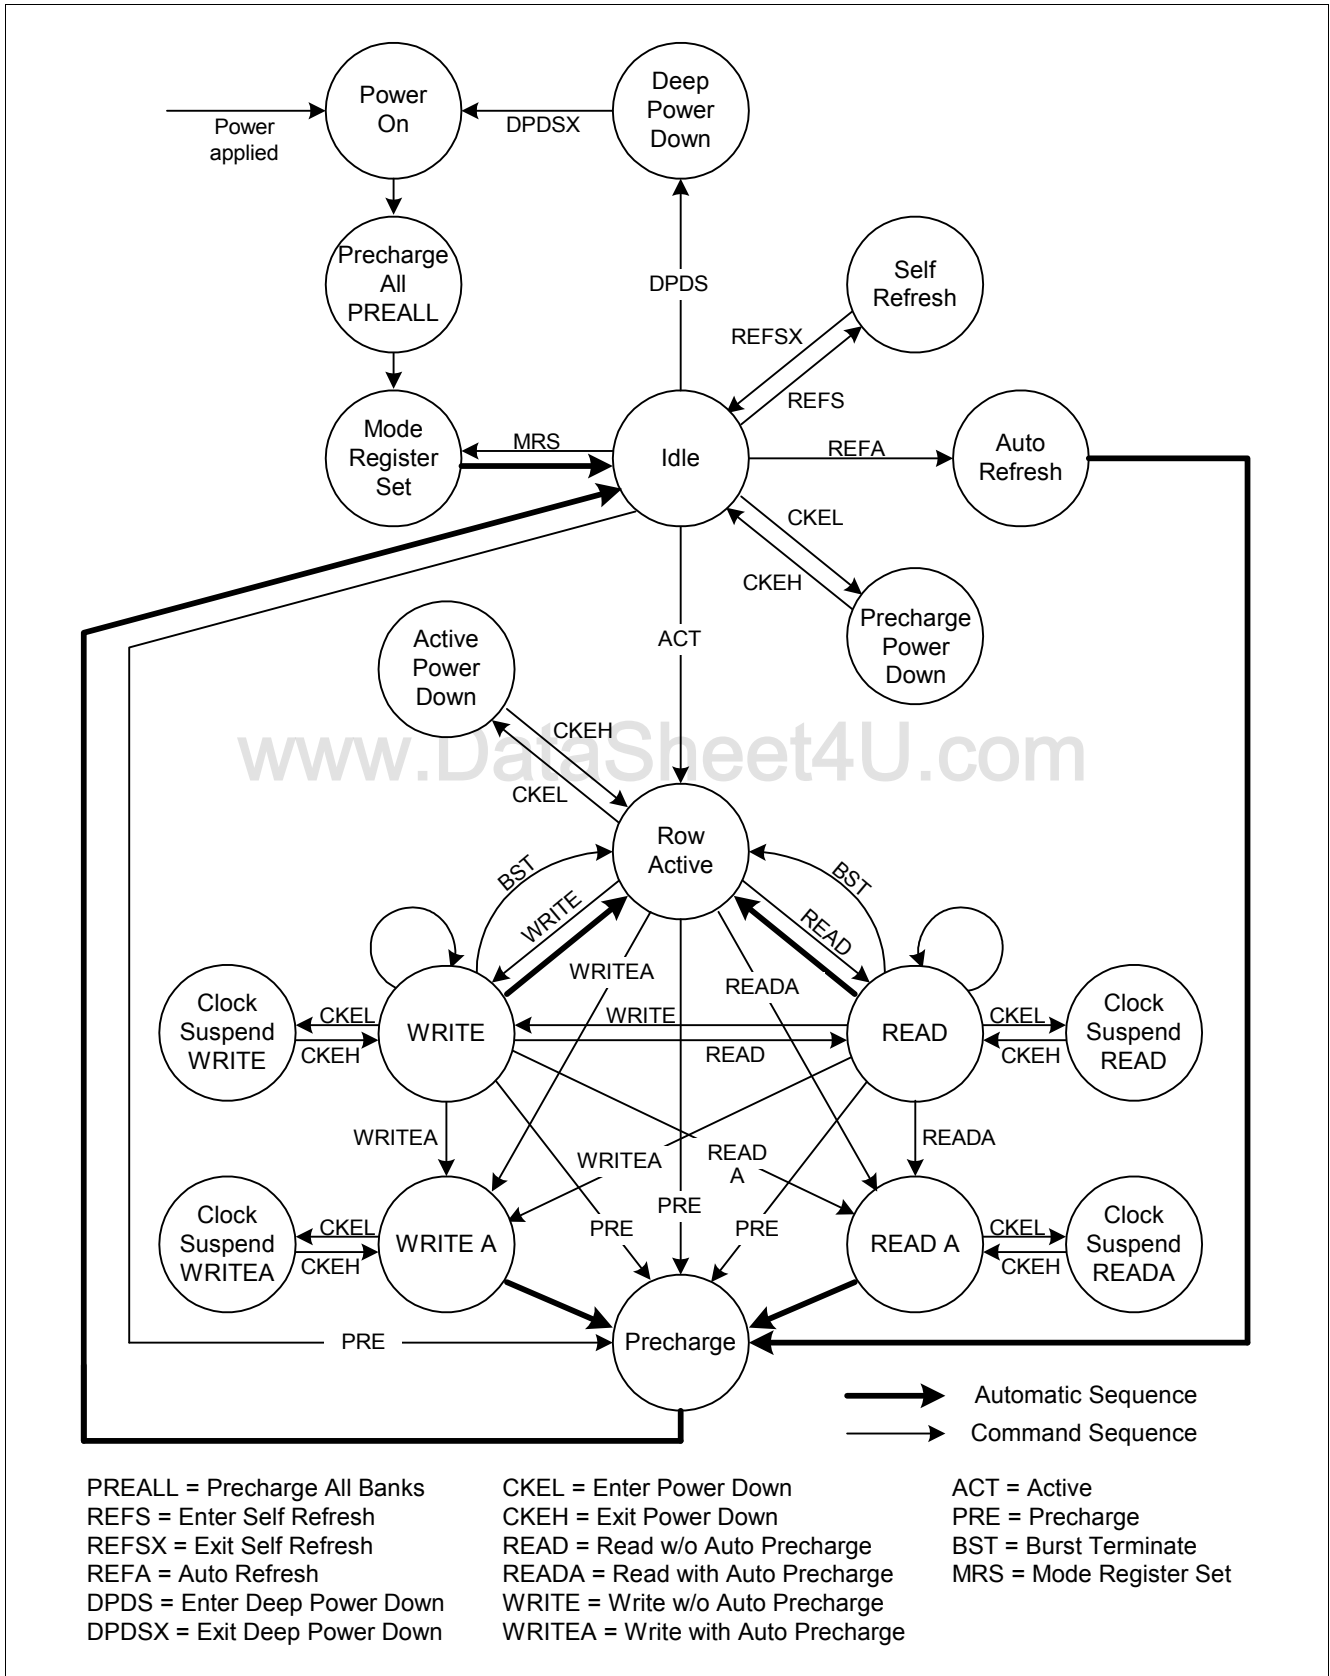 Power
On
Deep
Power
Down
Power
applied
DPDSX
Precharge
All
PREALL
DPDS
Self
Refresh
REFSX
REFS
Mode
Register
Set
MRS
Idle
REFA
Auto
Refresh
CKEL
CKEH
Precharge
Power
Down
ACT
Active
Power
Down
CKEH
CKEL
www.DataSheet4U.com
Row
Active
BST
WRITE
READ
BST
WRITEA
READA
Clock
Suspend
WRITE
CKEL
CKEH
WRITE
WRITE
READ
READ
CKEL
CKEH
Clock
Suspend
READ
WRITEA
WRITEA
READ
A
READA
Clock
Suspend
WRITEA
CKEL
CKEH
WRITE A
PRE
PRE
PRE
READ A
CKEL
CKEH
Clock
Suspend
READA
PRE
Precharge
Automatic Sequence
Command Sequence
PREALL = Precharge All Banks
REFS = Enter Self Refresh
REFSX = Exit Self Refresh
REFA = Auto Refresh
DPDS = Enter Deep Power Down
DPDSX = Exit Deep Power Down
CKEL = Enter Power Down
CKEH = Exit Power Down
READ = Read w/o Auto Precharge
READA = Read with Auto Precharge
WRITE = Write w/o Auto Precharge
WRITEA = Write with Auto Precharge
ACT = Active
PRE = Precharge
BST = Burst Terminate
MRS = Mode Register Set